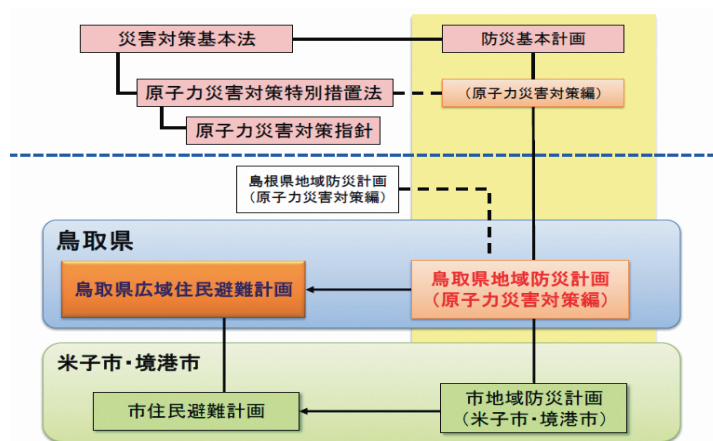 災害対策基本法
防災基本計画
原子力災害対策特別措置法
(原子力災害対策編)
原子力災害対策指針
島根県地域防災計画
(原子力災害対策編)
鳥取県
鳥取県広域住民避難計画
鳥取県地域防災計画
(原子力災害対策編)
米子市・境港市
市住民避難計画
市地域防災計画
(米子市・境港市)